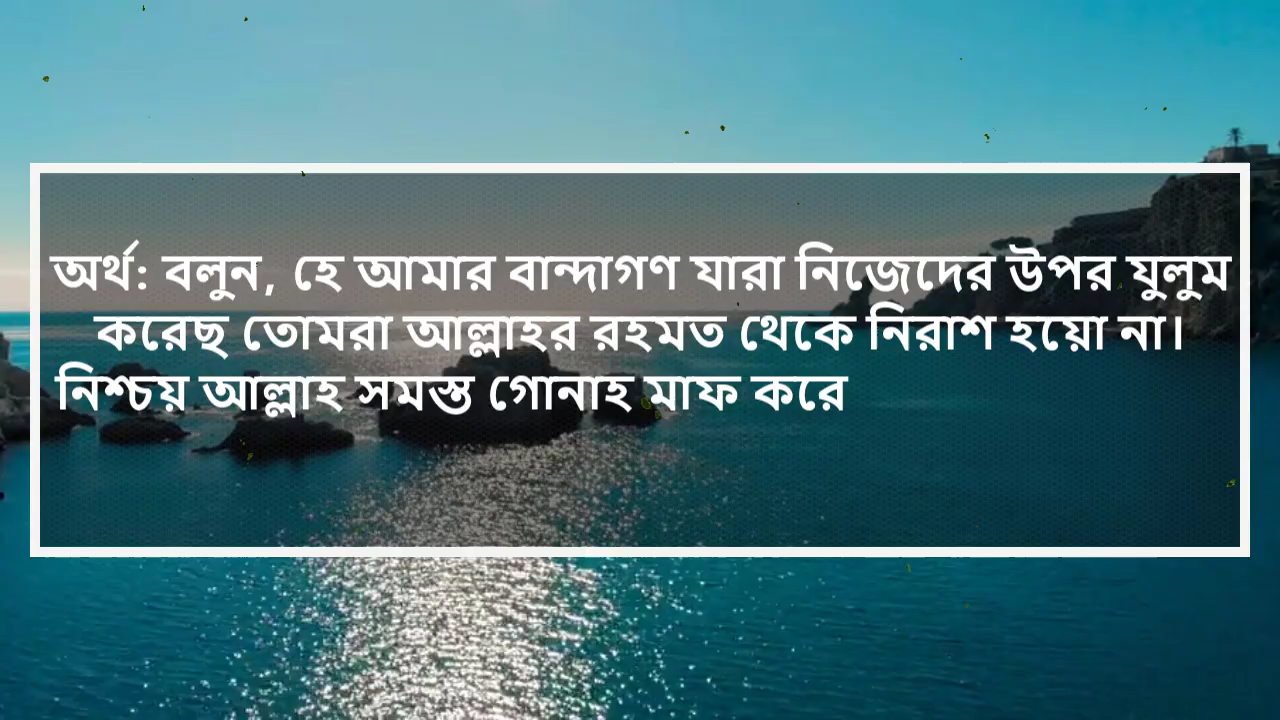 অর্থ: বলুন, হে আমার বান্দাগণ যারা নিজেদের উপর যুলুম
করেছ তোমরা আল্লাহর রহমত থেকে নিরাশ হয়ো না।
নিশ্চয় আল্লাহ সমস্ত গোনাহ মাফ করে